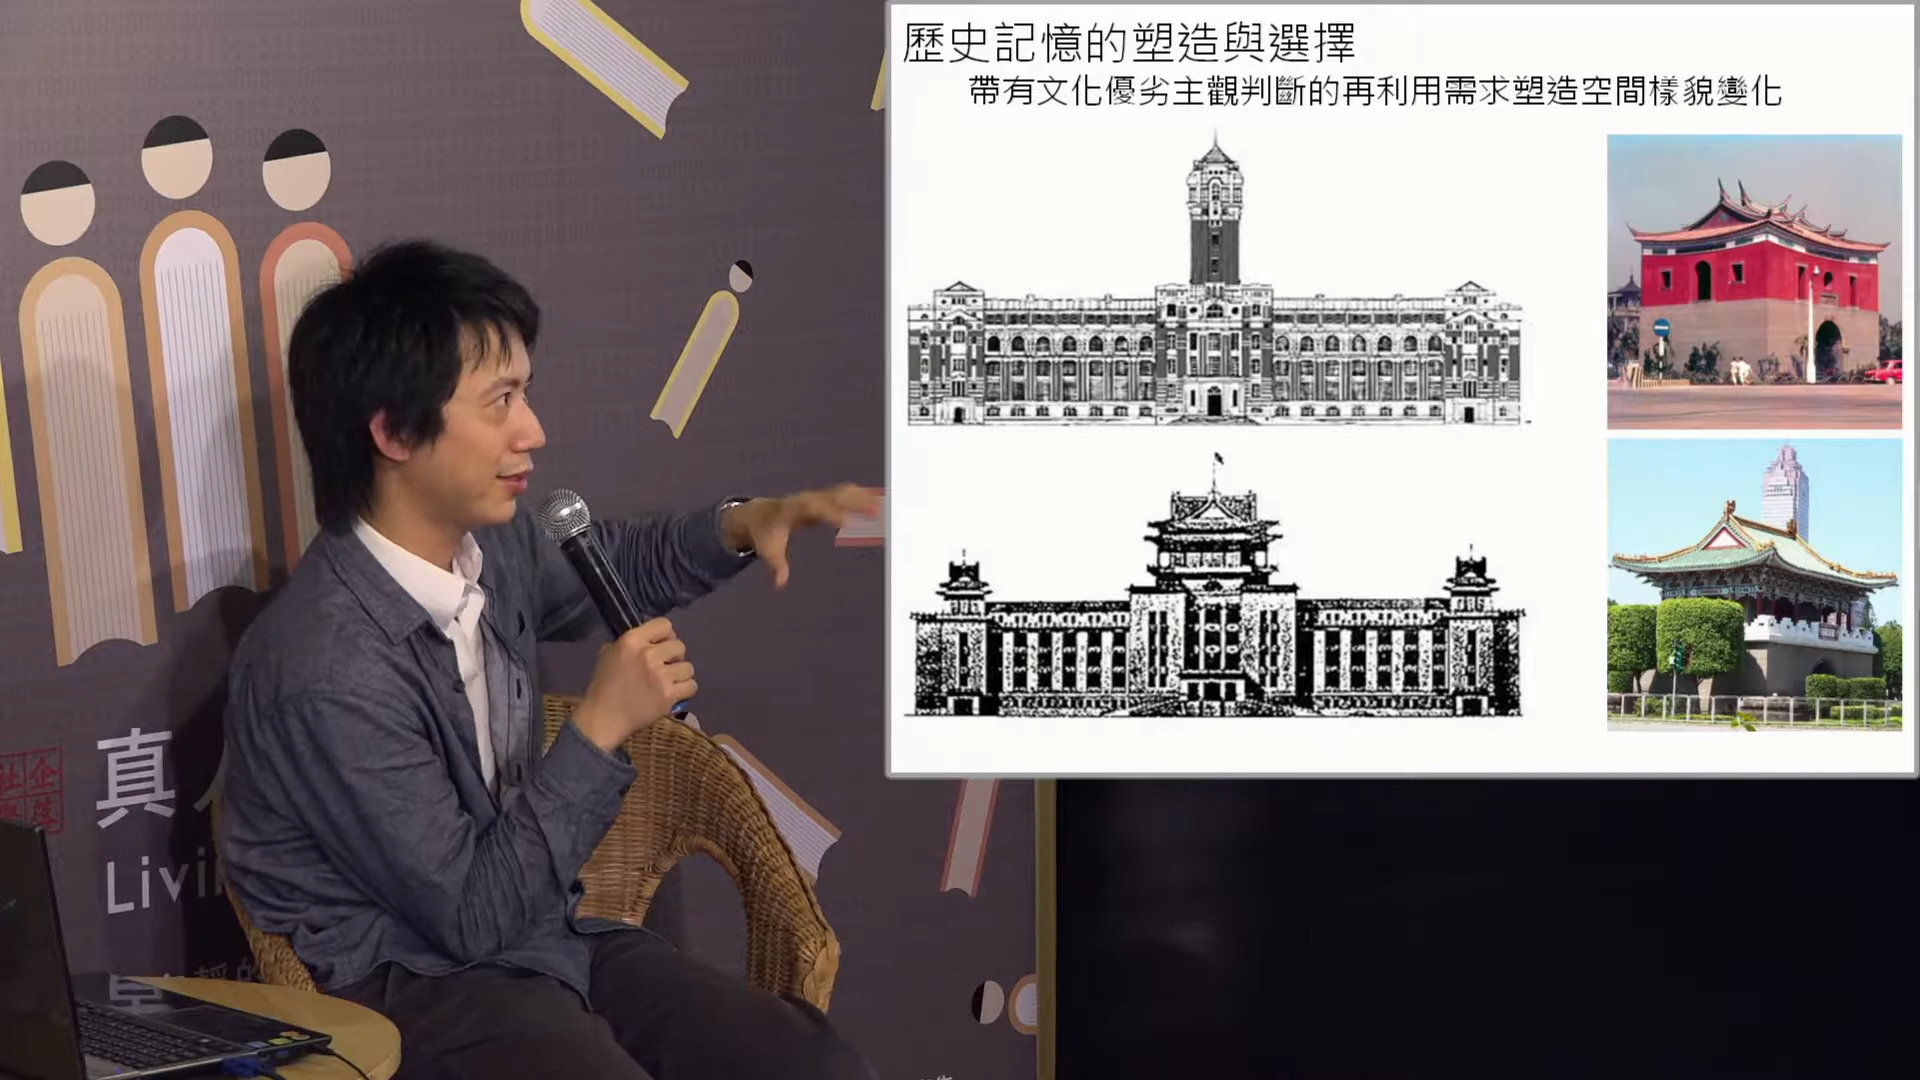 歷史記憶的塑造與選擇
帶有文化優劣主觀判斷的再利用需求塑造空間樣貌變化
真
Livi